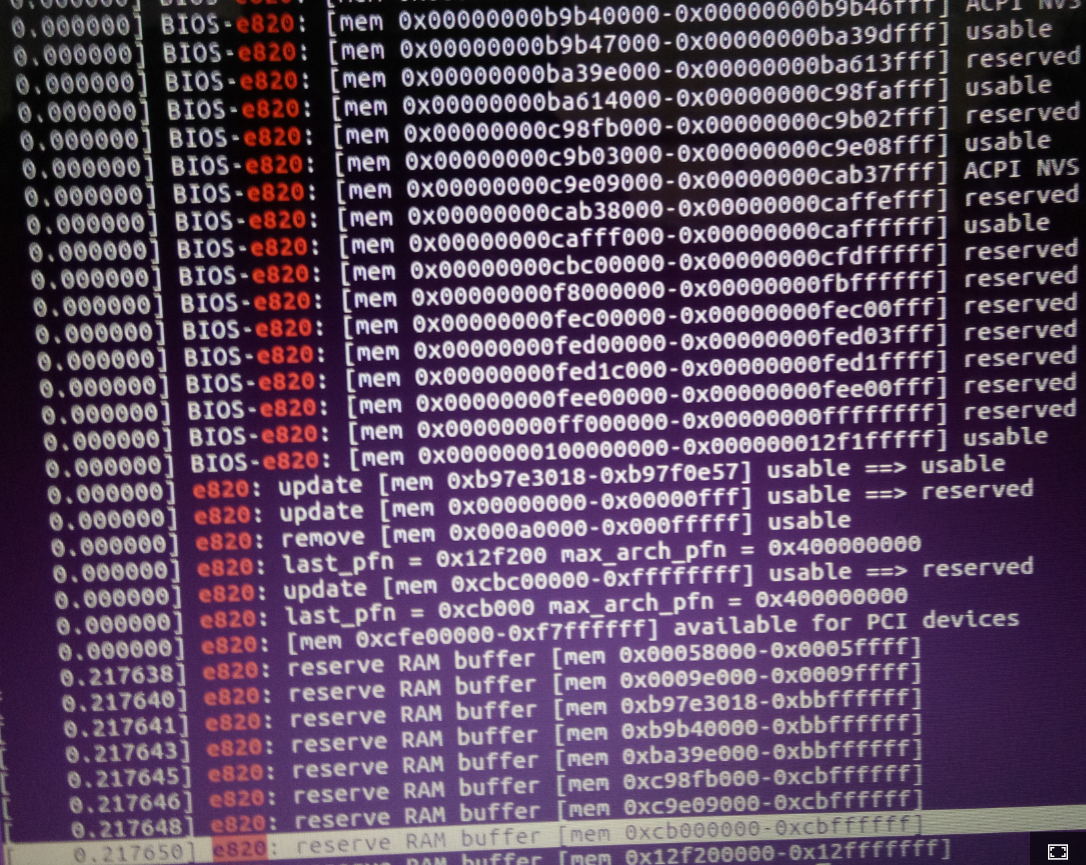 0.000000] BIOS-e820: [mem 0x00000000b9b40000-0x00000000b9b46fff] ACPI NVS
0.000000] BIOS-e820: [mem 0x00000000b9b47000-0x00000000ba39dfff] usable
0.000000] BIOS-e820: [mem 0x00000000ba39e000-0x00000000ba613fff] reserved
0.000000] BIOS-e820: [mem 0x00000000ba614000-0x00000000c98fafff] usable
0.000000] BIOS-e820: [mem 0x00000000c98fb000-0x00000000c9b02fff] reserved
0.000000] BIOS-e820: [mem 0x00000000c9b03000-0x00000000c9e08fff] usable
0.000000] BIOS-e820: [mem 0x00000000c9e09000-0x00000000cab37fff] ACPI NVS
0.000000] BIOS-e820: [mem 0x00000000cab38000-0x00000000caffefff] reserved
0.000000] BIOS-e820: [mem 0x00000000cafff000-0x00000000caffffff] usable
0.000000] BIOS-e820: [mem 0x00000000cbc00000-0x00000000cfdfffff] reserved
0.000000] BIOS-e820: [mem 0x00000000f8000000-0x00000000fbffffff] reserved
0.000000] BIOS-e820: [mem 0x00000000fec00000-0x00000000fec00fff] reserved
0.000000] BIOS-e820: [mem 0x00000000fed00000-0x00000000fed03fff] reserved
0.000000] BIOS-e820: [mem 0x00000000fed1c000-0x00000000fed1ffff] reserved
0.000000] BIOS-e820: [mem 0x00000000fee00000-0x00000000fee00fff] reserved
0.000000] BIOS-e820: [mem 0x00000000ff000000-0x00000000ffffffff] reserved
0.000000] BIOS-e820: [mem 0x0000000100000000-0x000000012f1fffff] usable
0.000000] e820: update [mem 0xb97e3018-0xb97f0e57] usable ==> usable
0.000000] e820: update [mem 0x00000000-0x00000fff] usable ==> reserved
0.000000] e820: remove [mem 0x000a0000-0x000fffff] usable
0.000000] e820: last_pfn = 0x12f200 max_arch_pfn = 0x400000000
0.000000] e820: update [mem 0xcbc00000-0xffffffff] usable ==> reserved
0.000000] e820: last_pfn = 0xcb000 max_arch_pfn = 0x400000000
0.000000] e820: [mem 0xcfe00000-0xf7ffffff] available for PCI devices
0.217638] e820: reserve RAM buffer [mem 0x00058000-0x0005ffff]
0.217640] e820: reserve RAM buffer [mem 0x0009e000-0x0009ffff]
0.217641] e820: reserve RAM buffer [mem 0xb97e3018-0xbbffffff]
0.217643] e820: reserve RAM buffer [mem 0xb9b40000-0xbbffffff]
0.217645] e820: reserve RAM buffer [mem 0xba39e000-0xbbffffff]
0.217646] e820: reserve RAM buffer [mem 0xc98fb000-0xcbffffff]
0.217648] e820: reserve RAM buffer [mem 0xc9e09000-0xcbffffff]
0.217650] e820: reserve RAM buffer [mem 0xcb000000-0xcbffffff]
RAM buffer [mem 0x12f200000-0x12fffffff]